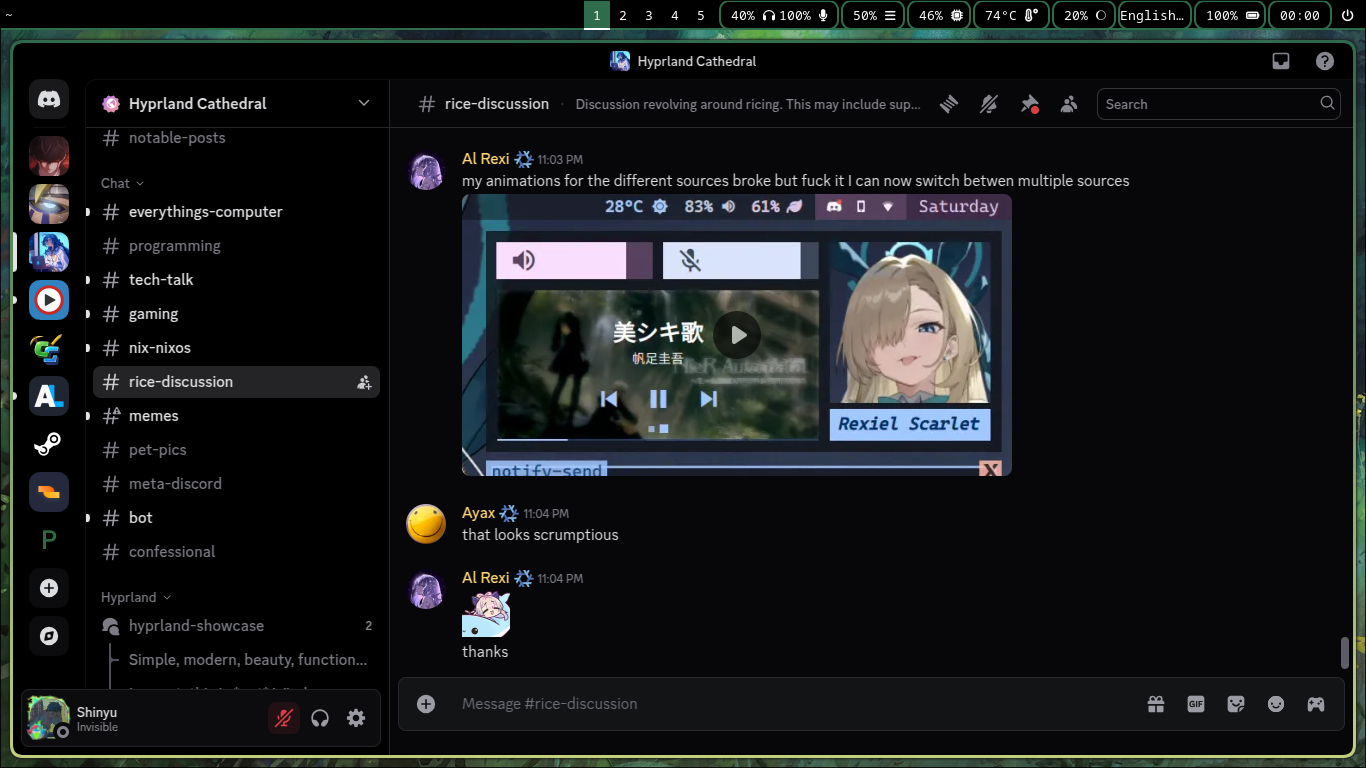 ~
1 2 3 4 5
40% 100%
50%
46%
74°C
20%
English…
100%
00:00
Hyprland Cathedral
Hyprland Cathedral
notable-posts
Chat
everythings-computer
programming
tech-talk
gaming
nix-nixos
rice-discussion
memes
pet-pics
meta-discord
bot
confessional
Hyprland
hyprland-showcase 2
Simple, modern, beauty, function...
P
Shinyu
Invisible
rice-discussion · Discussion revolving around ricing. This may include sup...
Search
Al Rexi 11:03 PM
my animations for the different sources broke but fuck it I can now switch betwen multiple sources
28°C 83% 61% Saturday
美シキ歌
帆足圭吾
Rexiel Scarlet
notify-send X
Ayax 11:04 PM
that looks scrumptious
Al Rexi 11:04 PM
thanks
Message #rice-discussion
GIF